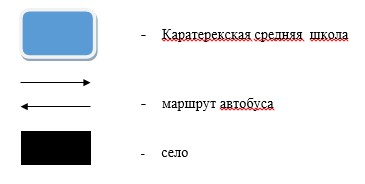 - Каратерекская средняя школа
- маршрут автобуса
- село